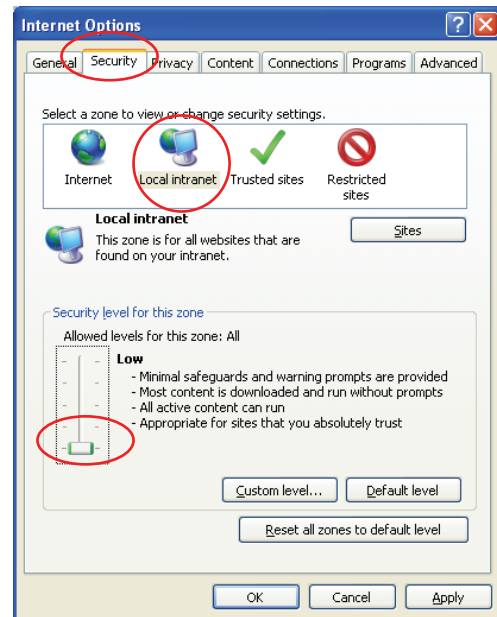 Internet Options
General Security Privacy Content Connections Programs Advanced
Select a zone to view or change security settings.
Internet Local intranet Trusted sites Restricted
sites
Local intranet
Sites
This zone is for all websites that are
found on your intranet.
Security level for this zone
Allowed levels for this zone: All
Low
- Minimal safeguards and warning prompts are provided
- Most content is downloaded and run without prompts
- All active content can run
- Appropriate for sites that you absolutely trust
Custom level... Default level
Reset all zones to default level
OK Cancel Apply